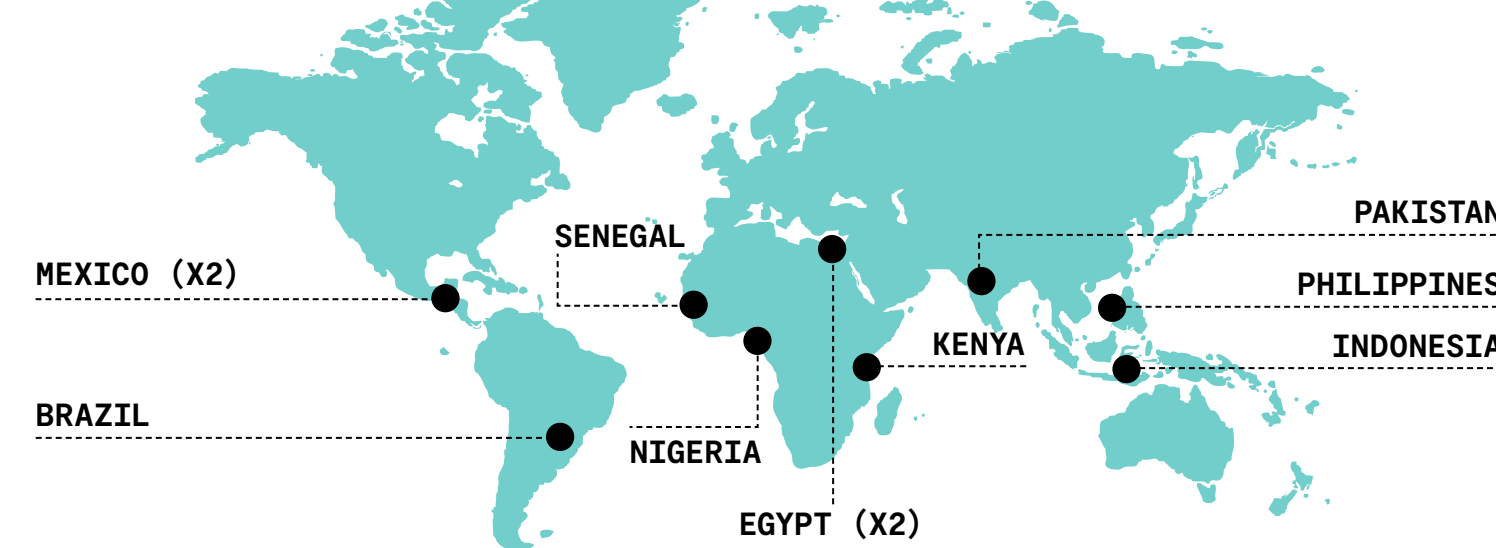 PAKISTAN
SENEGAL
MEXICO (X2)
PHILIPPINES
KENYA
INDONESIA
BRAZIL
NIGERIA
EGYPT (X2)